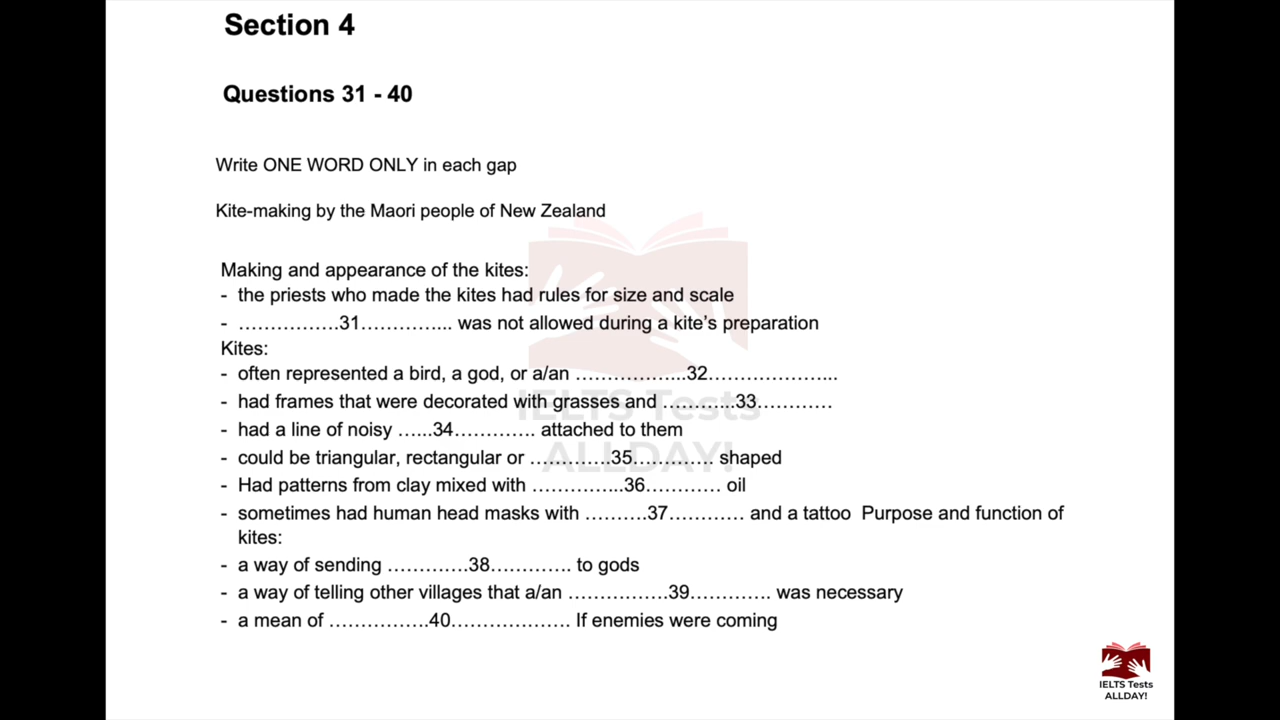 Section 4
Questions 31 - 40
Write ONE WORD ONLY in each gap
Kite-making by the Maori people of New Zealand
Making and appearance of the kites:
- the priests who made the kites had rules for size and scale
- …………….31…………... was not allowed during a kite's preparation
Kites:
- often represented a bird, a god, or a/an ……………...32………………...
- had frames that were decorated with grasses and ………...33…………
- had a line of noisy …...34…………. attached to them
- could be triangular, rectangular or ………….35…………. shaped
- Had patterns from clay mixed with …………...36………… oil
- sometimes had human head masks with ……….37………… and a tattoo Purpose and function of
kites:
- a way of sending ………….38…………. to gods
- a way of telling other villages that a/an …………….39…………. was necessary
- a mean of …………….40………………. If enemies were coming
IELTS Tests
ALLDAY!
IELTS Tests
ALLDAY!